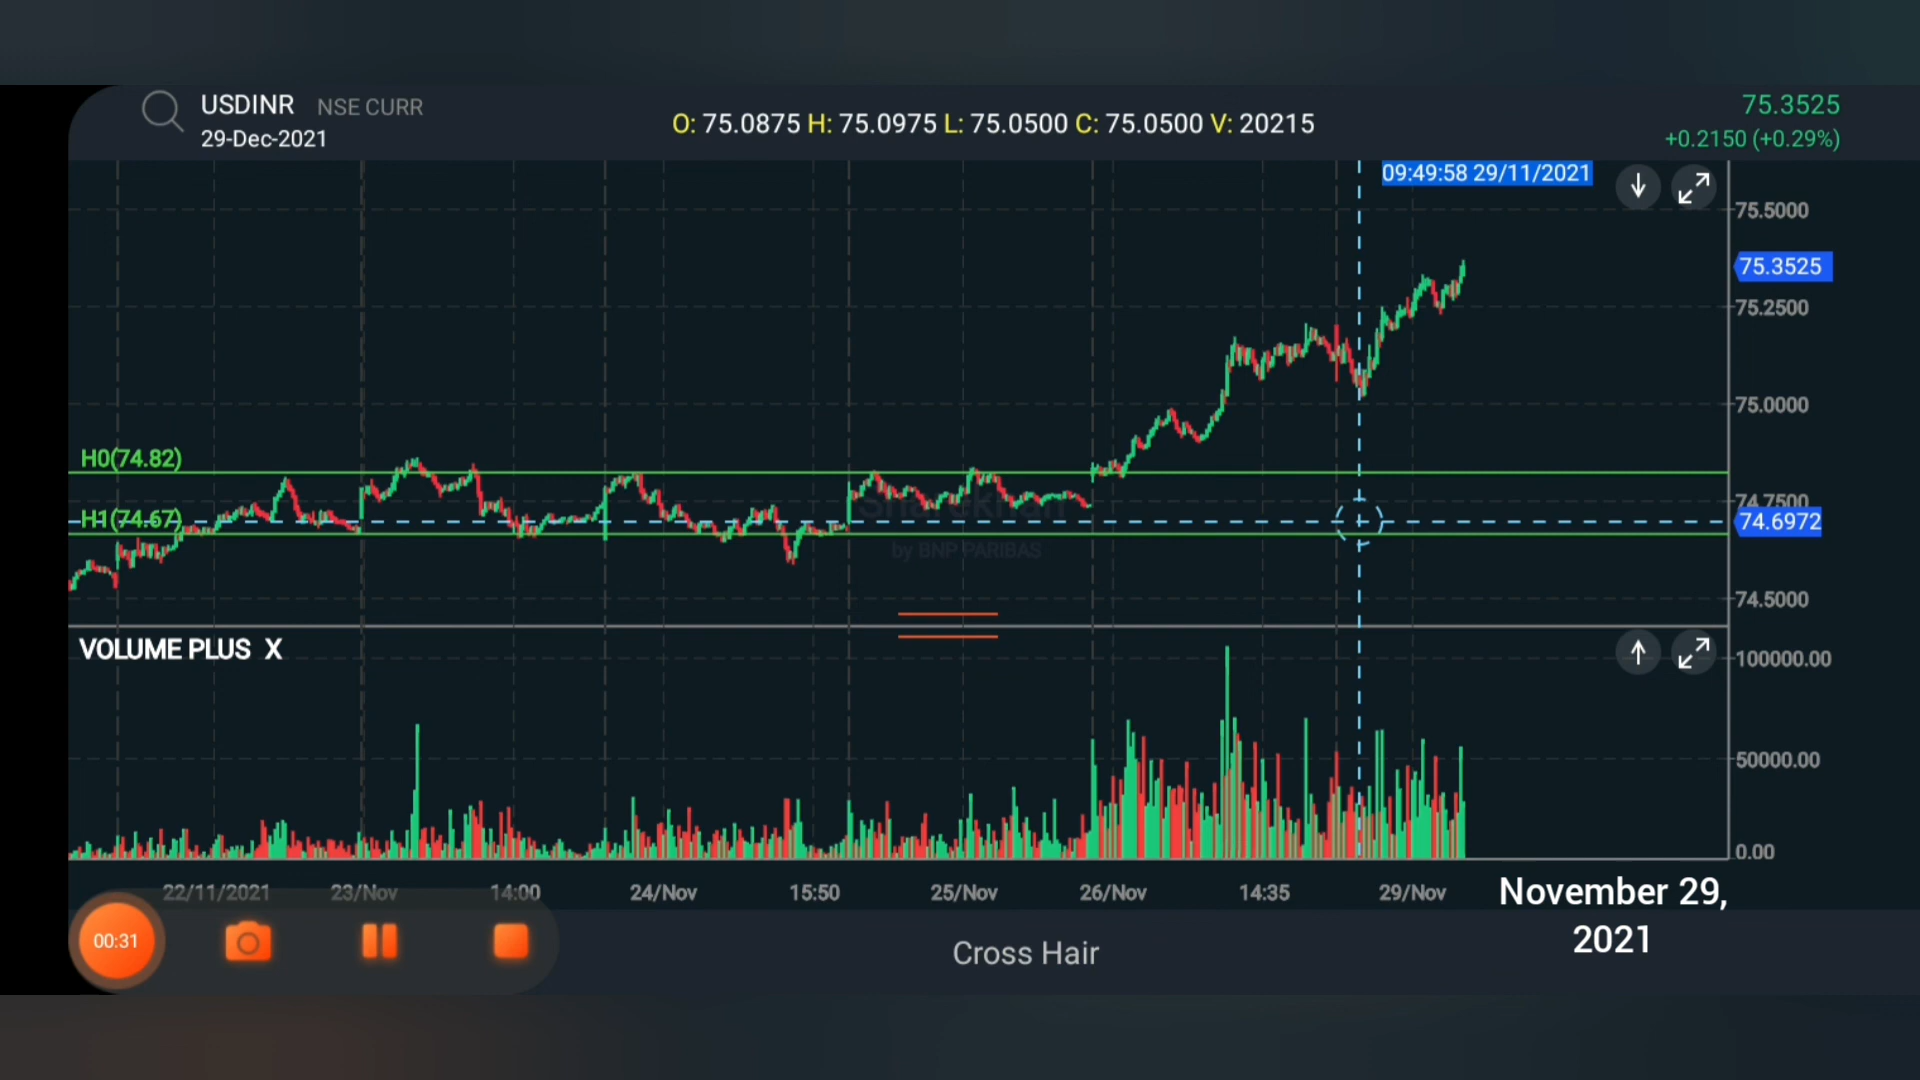 USDINR NSE CURR
29-Dec-2021
O: 75.0875 H: 75.0975 L: 75.0500 C: 75.0500 V: 20215
75.3525
+0.2150 (+0.29%)
09:49:58 29/11/2021
75.5000
75.3525
75.2500
75.0000
H0(74.82)
74.7500
H1(74.67)
74.6972
Sharekhan
by BNP PARIBAS
74.5000
VOLUME PLUS X
100000.00
50000.00
0.00
22/11/2021 23/Nov 14:00 24/Nov 15:50 25/Nov 26/Nov 14:35 29/Nov
November 29,
2021
00:31
Cross Hair